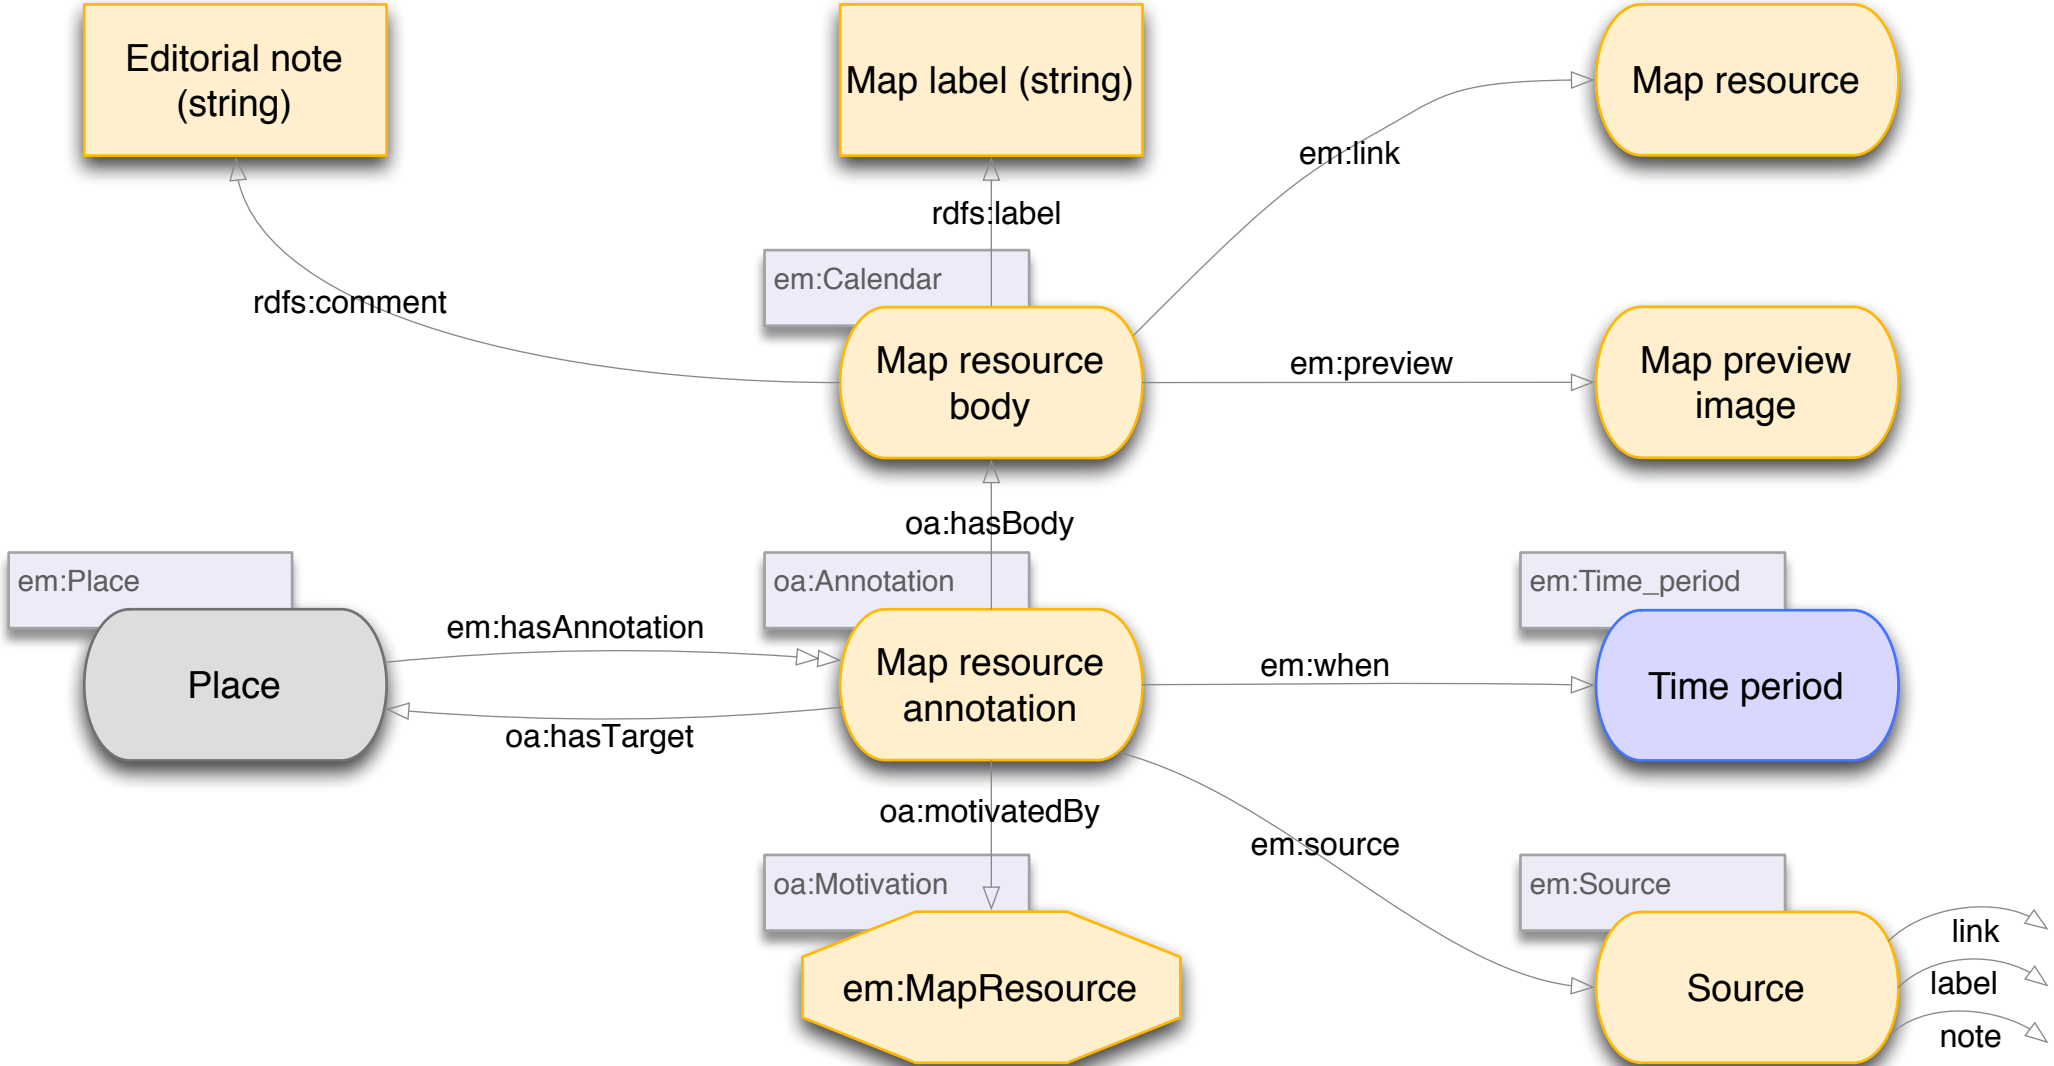 Editorial note
(string)
Map label (string)
Map resource
em:link
rdfs:label
em:Calendar
rdfs:comment
Map resource
body
em:preview
Map preview
image
oa:hasBody
em:Place
oa:Annotation
em:Time_period
em:hasAnnotation
Place
Map resource
annotation
em:when
Time period
oa:hasTarget
oa:motivatedBy
em:source
oa:Motivation
em:Source
em:MapResource
Source
link
label
note